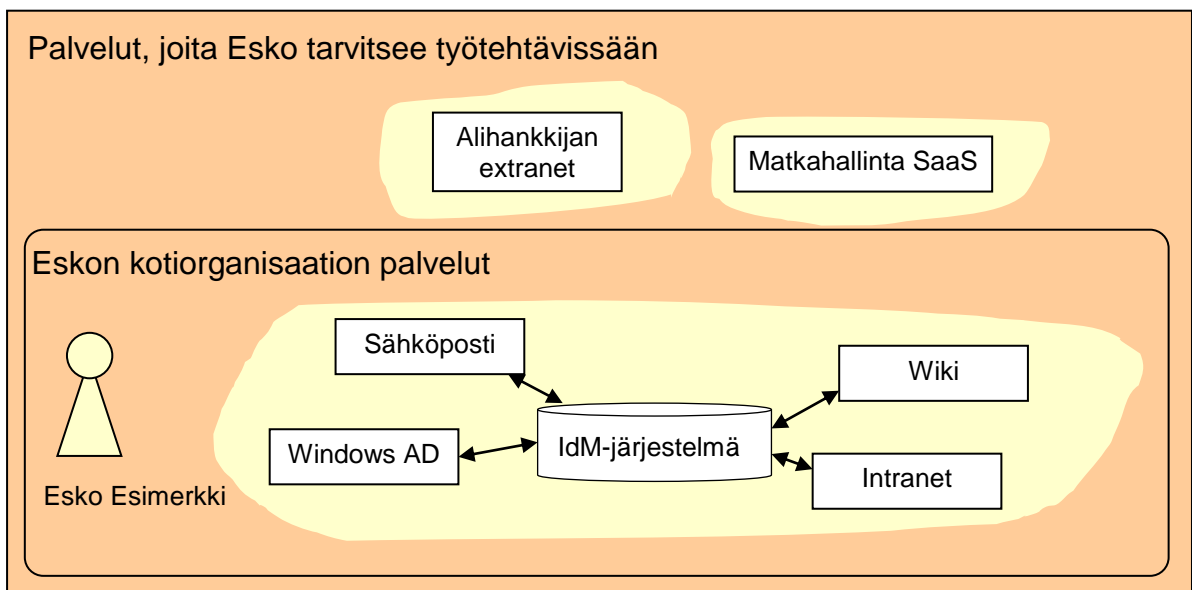 Palvelut, joita Esko tarvitsee työtehtävissään
Alihankkijan
extranet
Matkahallinta SaaS
Eskon kotiorganisaation palvelut
Sähköposti
Wiki
Windows AD
IdM-järjestelmä
Intranet
Esko Esimerkki